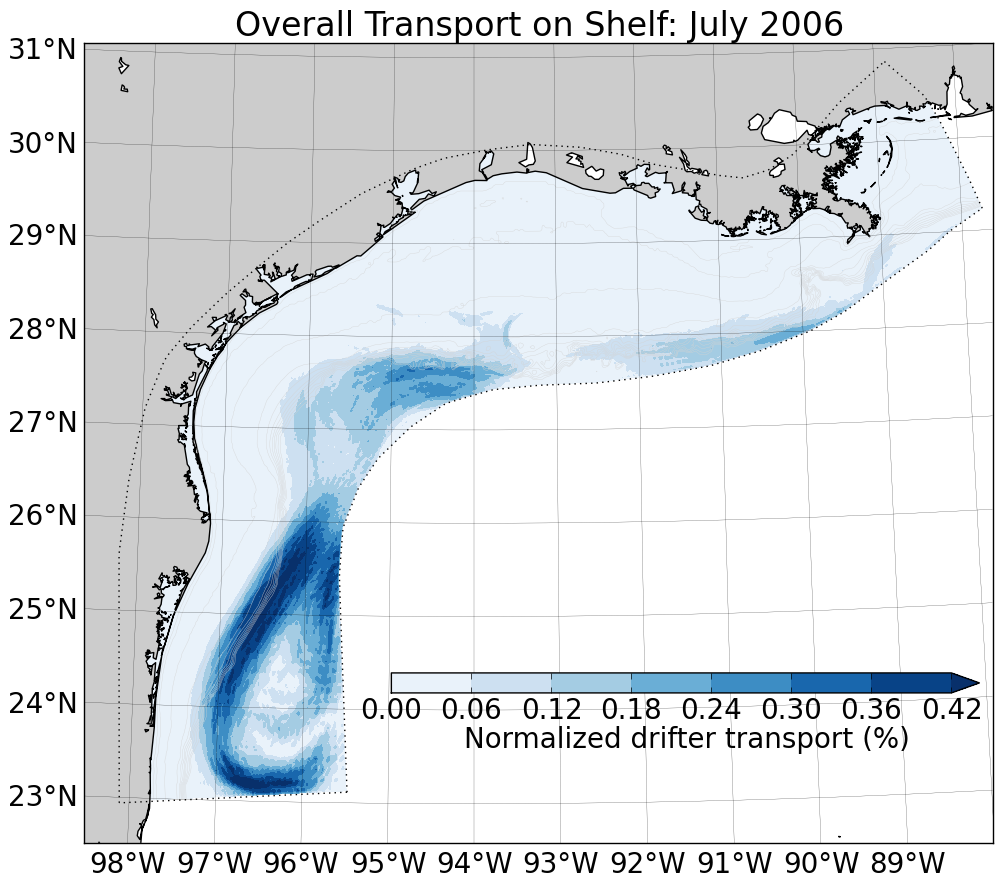 Overall Transport on Shelf: July 2006
31°N
30°N
29°N
28°N
27°N
26°N
25°N
24°N
23°N
0.00 0.06 0.12 0.18 0.24 0.30 0.36 0.42
Normalized drifter transport (%)
98°W 97°W 96°W 95°W 94°W 93°W 92°W 91°W 90°W 89°W